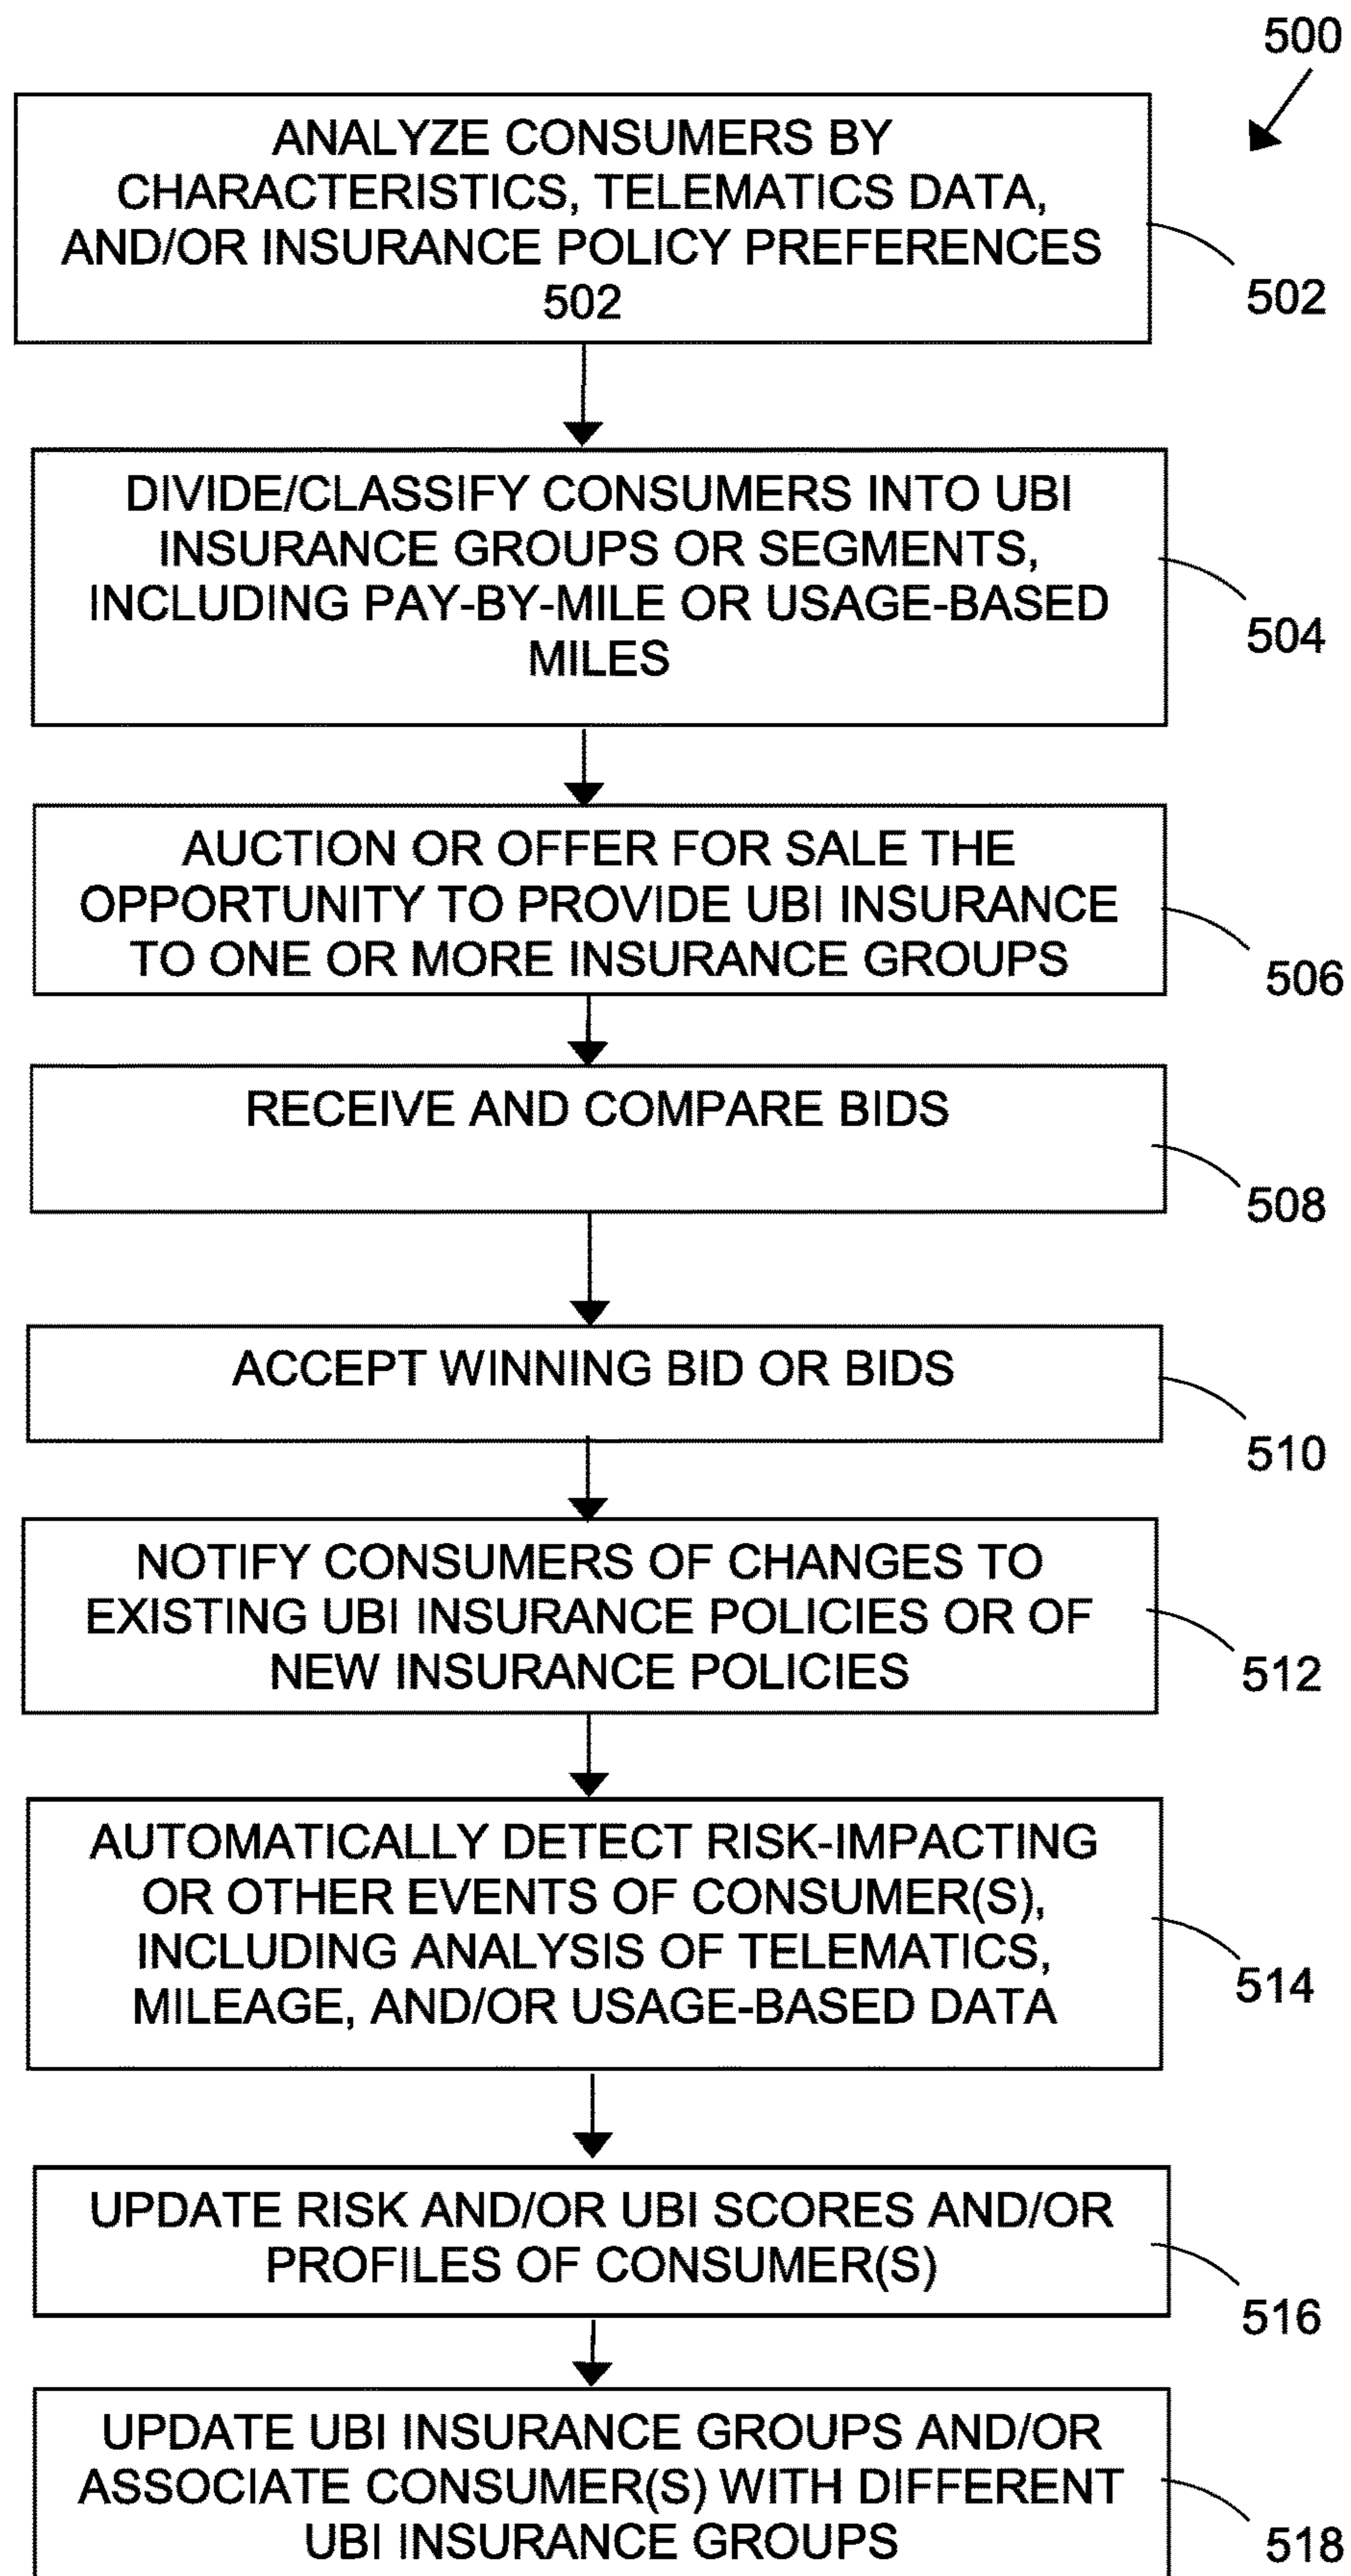 500
ANALYZE CONSUMERS BY
CHARACTERISTICS, TELEMATICS DATA,
AND/OR INSURANCE POLICY PREFERENCES
502
502
DIVIDE/CLASSIFY CONSUMERS INTO UBI
INSURANCE GROUPS OR SEGMENTS,
INCLUDING PAY-BY-MILE OR USAGE-BASED
MILES
504
AUCTION OR OFFER FOR SALE THE
OPPORTUNITY TO PROVIDE UBI INSURANCE
TO ONE OR MORE INSURANCE GROUPS
506
RECEIVE AND COMPARE BIDS
508
ACCEPT WINNING BID OR BIDS
510
NOTIFY CONSUMERS OF CHANGES TO
EXISTING UBI INSURANCE POLICIES OR OF
NEW INSURANCE POLICIES
512
AUTOMATICALLY DETECT RISK-IMPACTING
OR OTHER EVENTS OF CONSUMER(S),
INCLUDING ANALYSIS OF TELEMATICS,
MILEAGE, AND/OR USAGE-BASED DATA
514
UPDATE RISK AND/OR UBI SCORES AND/OR
PROFILES OF CONSUMER(S)
516
UPDATE UBI INSURANCE GROUPS AND/OR
ASSOCIATE CONSUMER(S) WITH DIFFERENT
UBI INSURANCE GROUPS
518